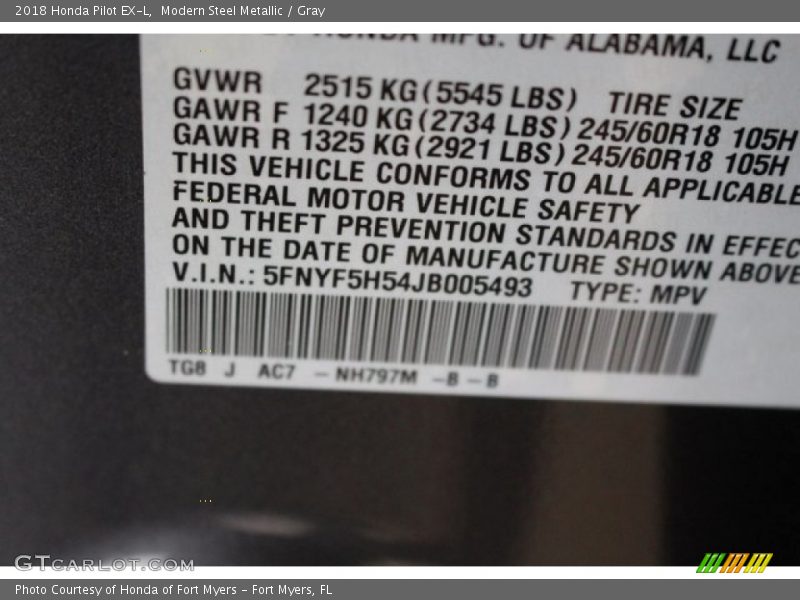 2018 Honda Pilot EX-L, Modern Steel Metallic / Gray
HONDA MFG. OF ALABAMA, LLC
GVWR 2515 KG (5545 LBS) TIRE SIZE
GAWR F 1240 KG (2734 LBS) 245/60R18 105H
GAWR R 1325 KG (2921 LBS) 245/60R18 105H
THIS VEHICLE CONFORMS TO ALL APPLICABLE
FEDERAL MOTOR VEHICLE SAFETY
AND THEFT PREVENTION STANDARDS IN EFFEC
ON THE DATE OF MANUFACTURE SHOWN ABOVE
V.I.N.: 5FNYF5H54JB005493 TYPE: MPV
TG8 J AC7 - NH797M - B - B
GTcarlot.com
Photo Courtesy of Honda of Fort Myers - Fort Myers, FL